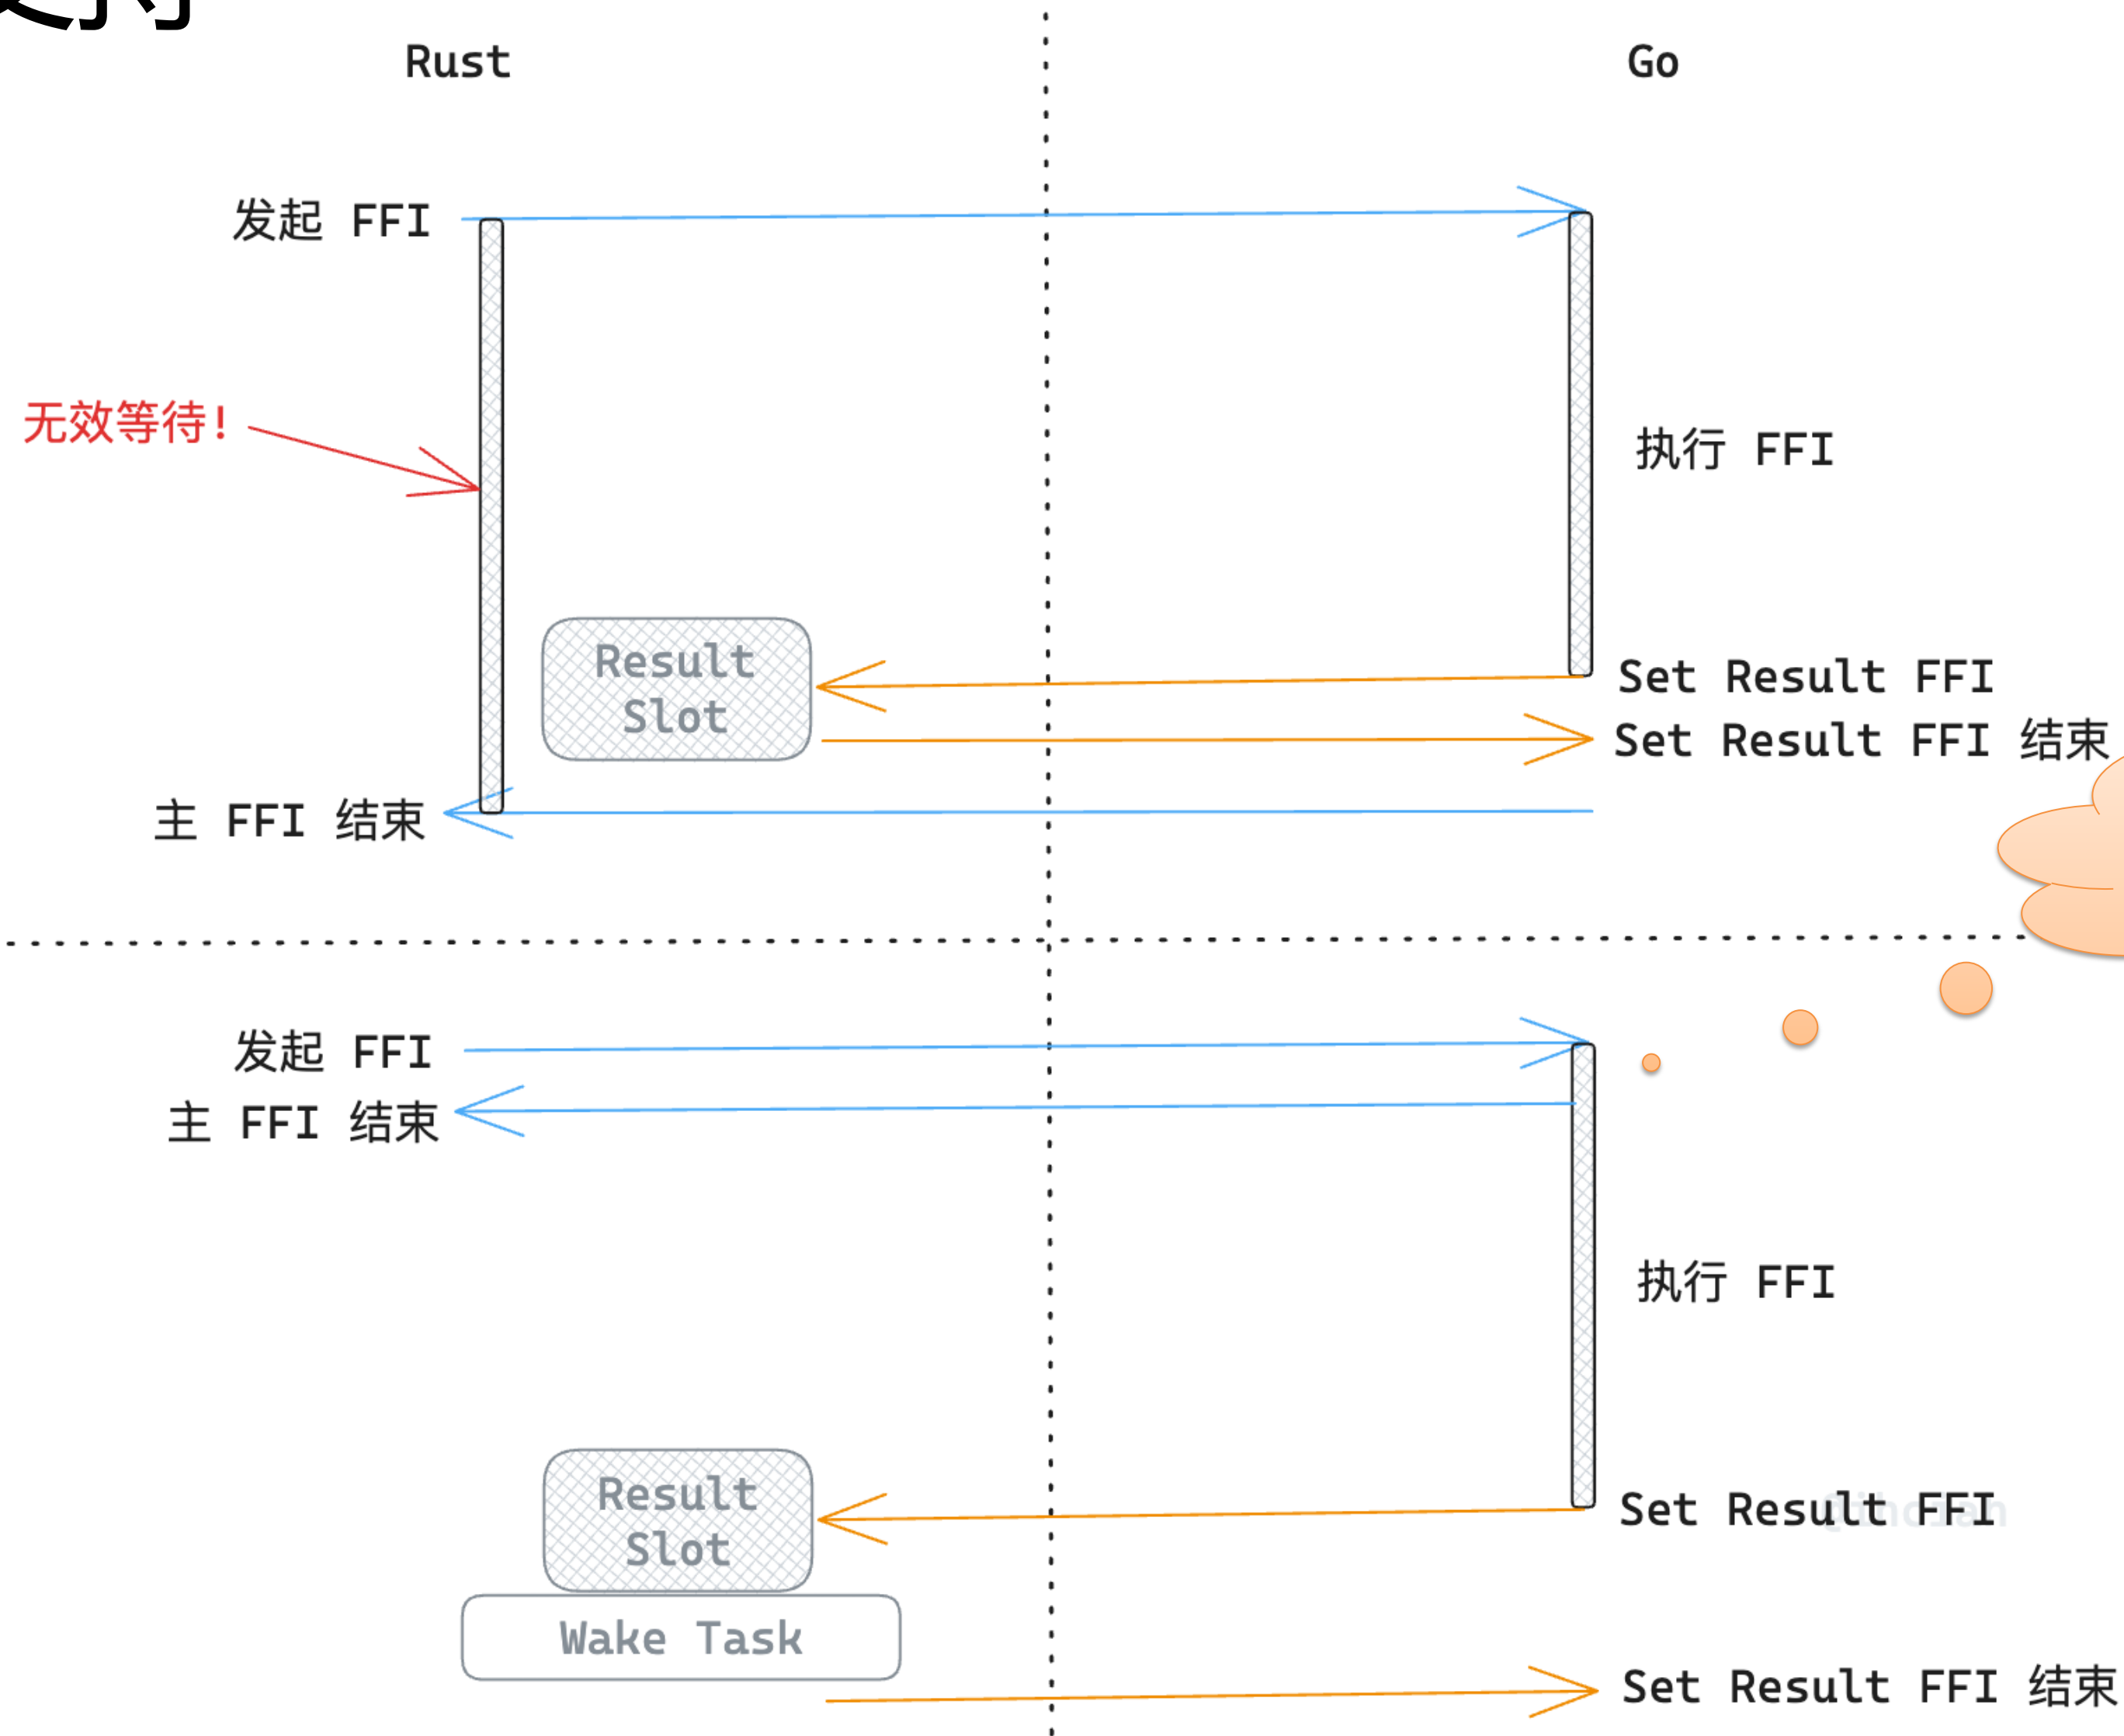 Rust
Go
发起 FFI
无效等待!
执行 FFI
Result
Slot
Set Result FFI
Set Result FFI 结束
主 FFI 结束
发起 FFI
主 FFI 结束
执行 FFI
Result
Slot
Set Result FFI
Wake Task
Set Result FFI 结束